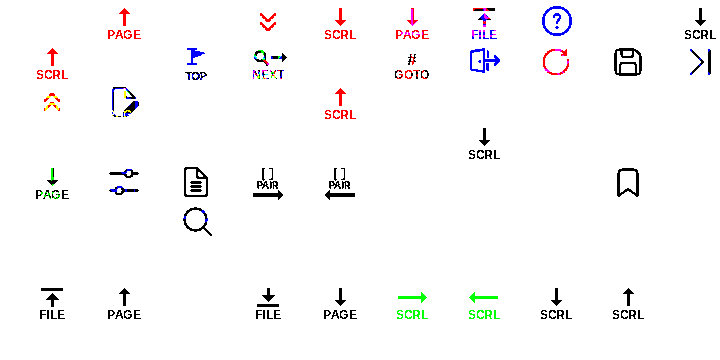 PAGE SCRL PAGE FILE SCRL
SCRL TOP NEXT # GOTO
SCRL
SCRL
PAGE [ ] PAIR [ ] PAIR
FILE PAGE FILE PAGE SCRL SCRL SCRL SCRL